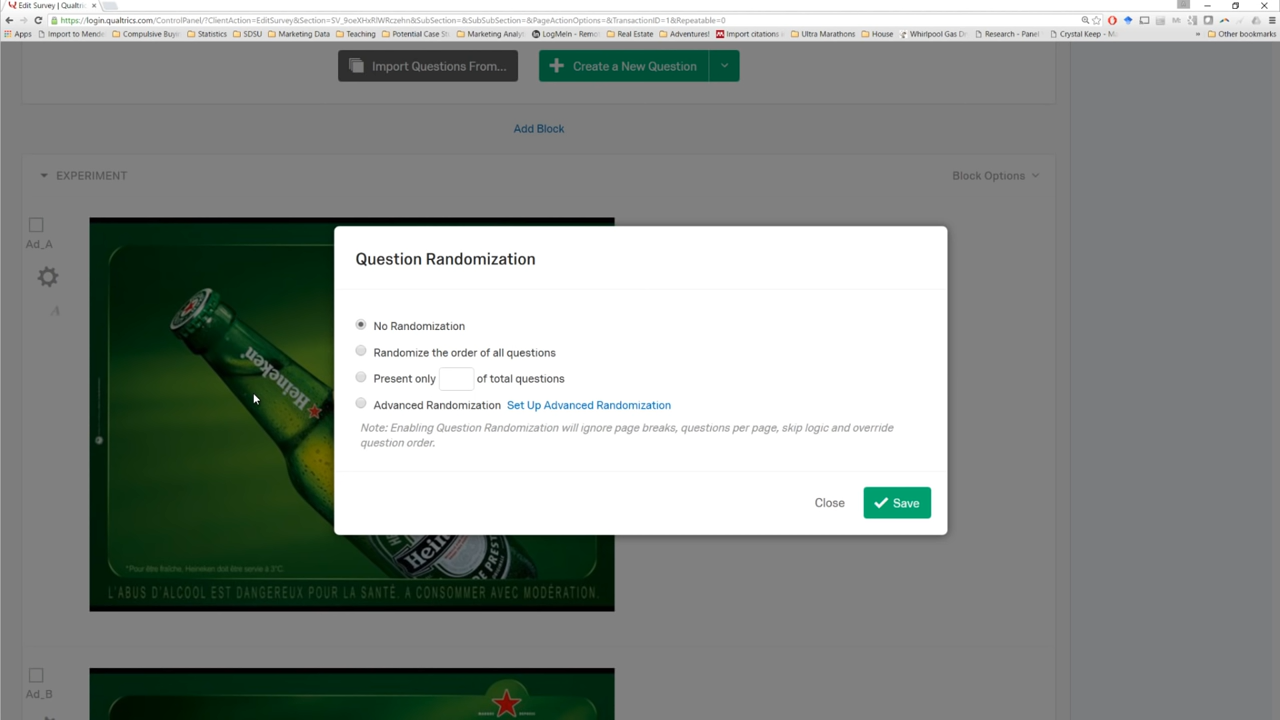 Edit Survey | Qualtri
https://login.qualtrics.com/ControlPanel/?ClientAction=EditSurvey&Section=SV_9oeXHxRlWRczehn&SubSection=&SubSubSection=&PageActionOptions=&TransactionID=1&Repeatable=0
Apps Import to Mende Compulsive Buye Statistics SDSU Marketing Data Teaching Potential Case S Marketing Analy LogMeIn - Remo Real Estate Adventures! Import citations Ultra Marathons House Whirlpool Gas D Research - Panel Crystal Keep - M » Other bookmarks
Import Questions From... Create a New Question
Add Block
EXPERIMENT Block Options
Ad_A
Question Randomization
No Randomization
Randomize the order of all questions
Present only of total questions
Advanced Randomization Set Up Advanced Randomization
Note: Enabling Question Randomization will ignore page breaks, questions per page, skip logic and override
question order.
Close Save
Heineken
Hei
DE PREST
*Pour être fraîche, Heineken doit être servie à 3°C.
L'ABUS D'ALCOOL EST DANGEREUX POUR LA SANTÉ. A CONSOMMER AVEC MODÉRATION.
Ad_B